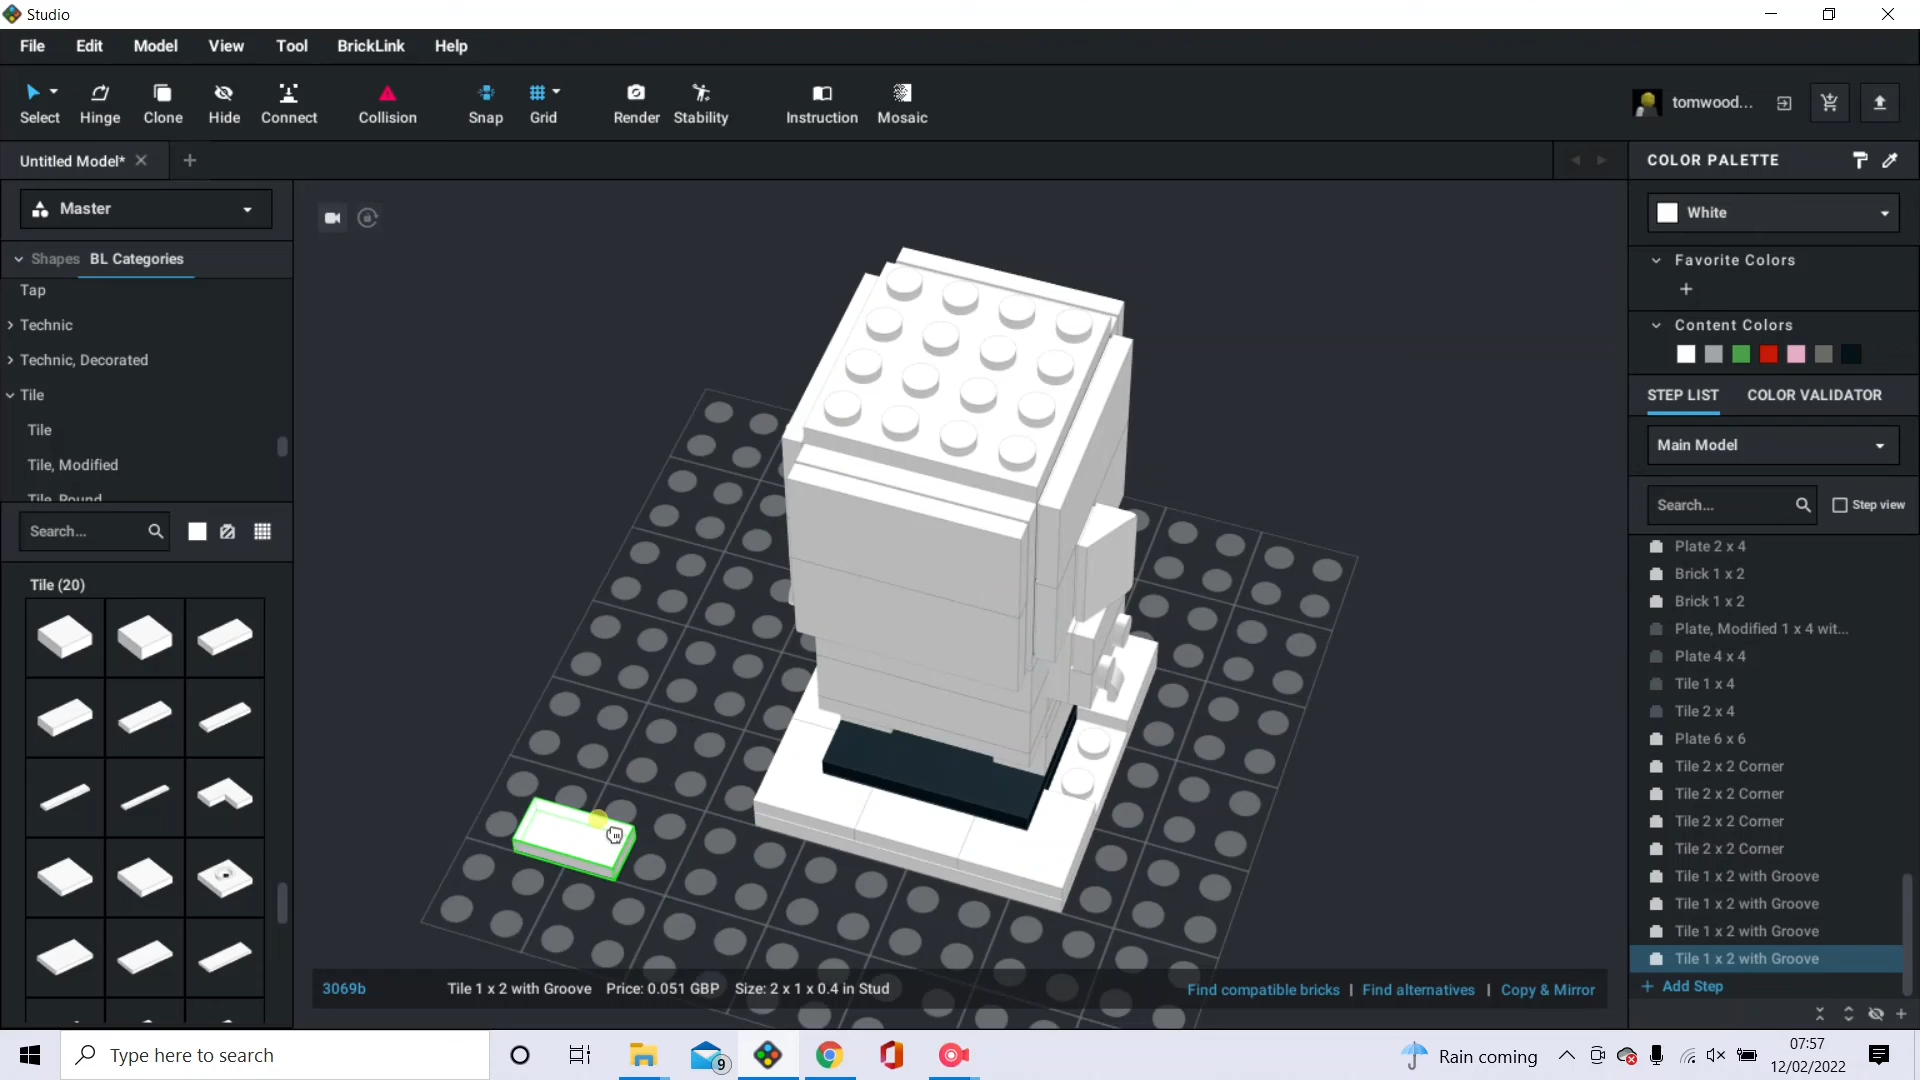 Studio
File Edit Model View Tool BrickLink Help
Select Hinge Clone Hide Connect Collision Snap Grid Render Stability Instruction Mosaic
tomwood...
Untitled Model*
COLOR PALETTE
Master
White
Shapes BL Categories
Favorite Colors
Tap
Technic
Content Colors
Technic, Decorated
Tile
STEP LIST COLOR VALIDATOR
Tile
Main Model
Tile, Modified
Tile, Round
Search...
Step view
Search...
Plate 2 x 4
Brick 1 x 2
Tile (20)
Brick 1 x 2
Plate, Modified 1 x 4 wit...
Plate 4 x 4
Tile 1 x 4
Tile 2 x 4
Plate 6 x 6
Tile 2 x 2 Corner
Tile 2 x 2 Corner
Tile 2 x 2 Corner
Tile 2 x 2 Corner
Tile 1 x 2 with Groove
Tile 1 x 2 with Groove
Tile 1 x 2 with Groove
Tile 1 x 2 with Groove
Add Step
3069b Tile 1 x 2 with Groove Price: 0.051 GBP Size: 2 x 1 x 0.4 in Stud Find compatible bricks | Find alternatives | Copy & Mirror
Type here to search
9
Rain coming
07:57
12/02/2022